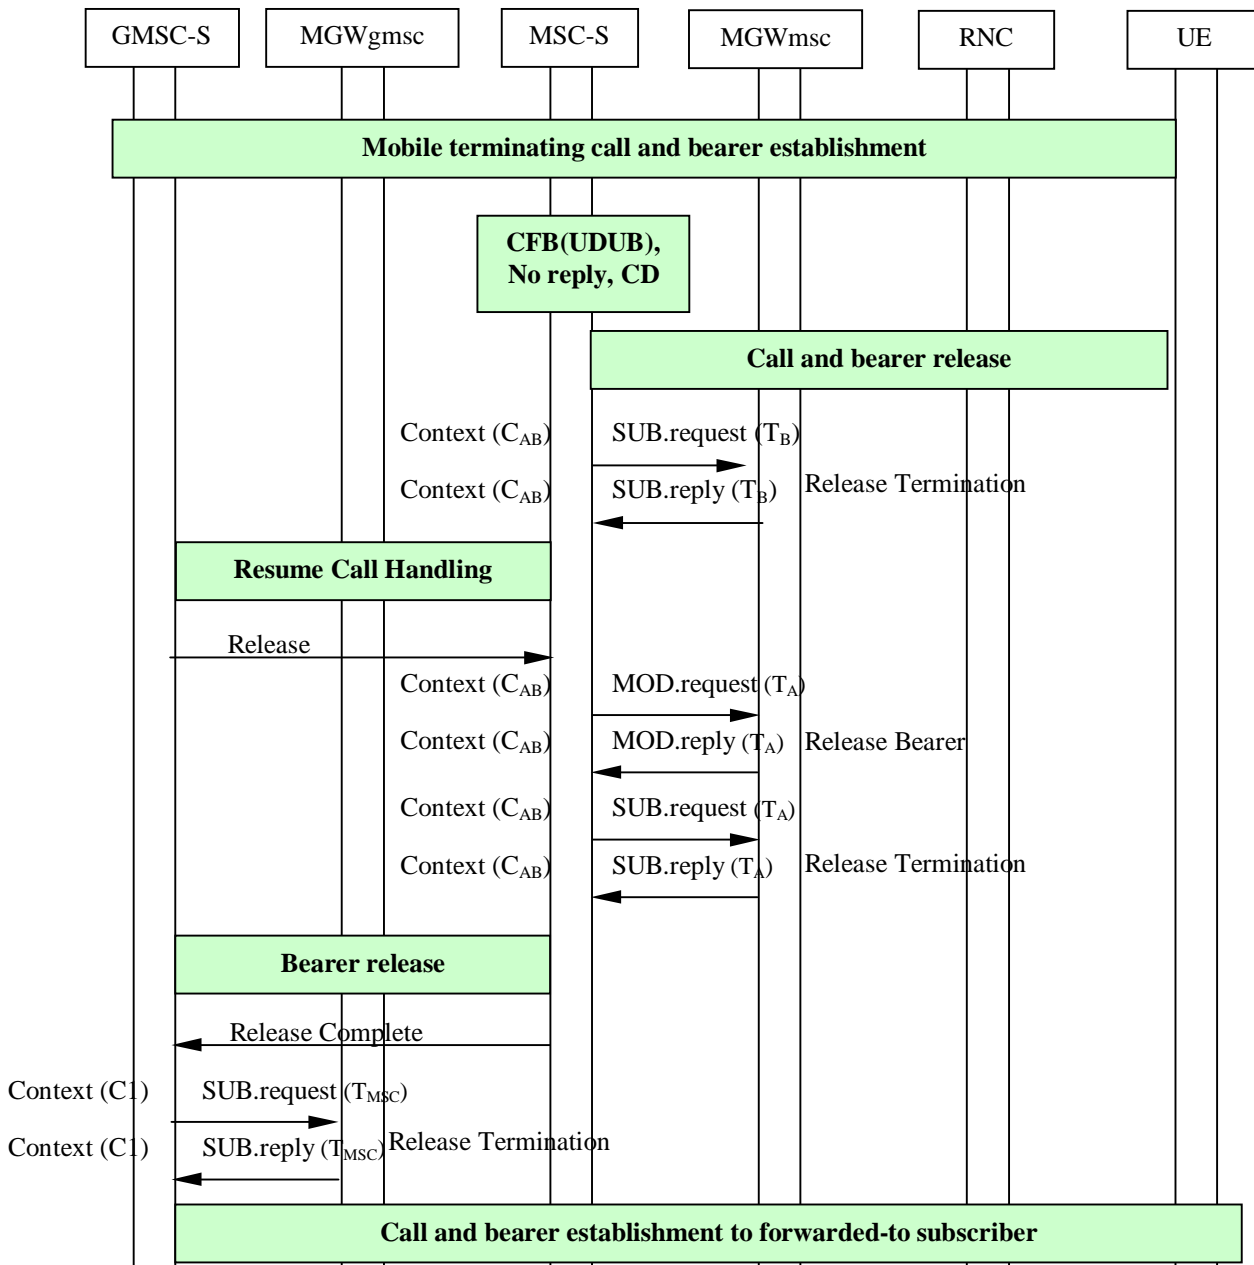 GMSC-S MGWgmsc MSC-S MGWmsc RNC UE
Mobile terminating call and bearer establishment
CFB(UDUB),
No reply, CD
Call and bearer release
Context (CAB) SUB.request (TB)
Context (CAB) SUB.reply (TB) Release Termination
Resume Call Handling
Release
Context (CAB) MOD.request (TA)
Context (CAB) MOD.reply (TA) Release Bearer
Context (CAB) SUB.request (TA)
Context (CAB) SUB.reply (TA) Release Termination
Bearer release
Release Complete
Context (C1) SUB.request (TMSC)
Context (C1) SUB.reply (TMSC) Release Termination
Call and bearer establishment to forwarded-to subscriber